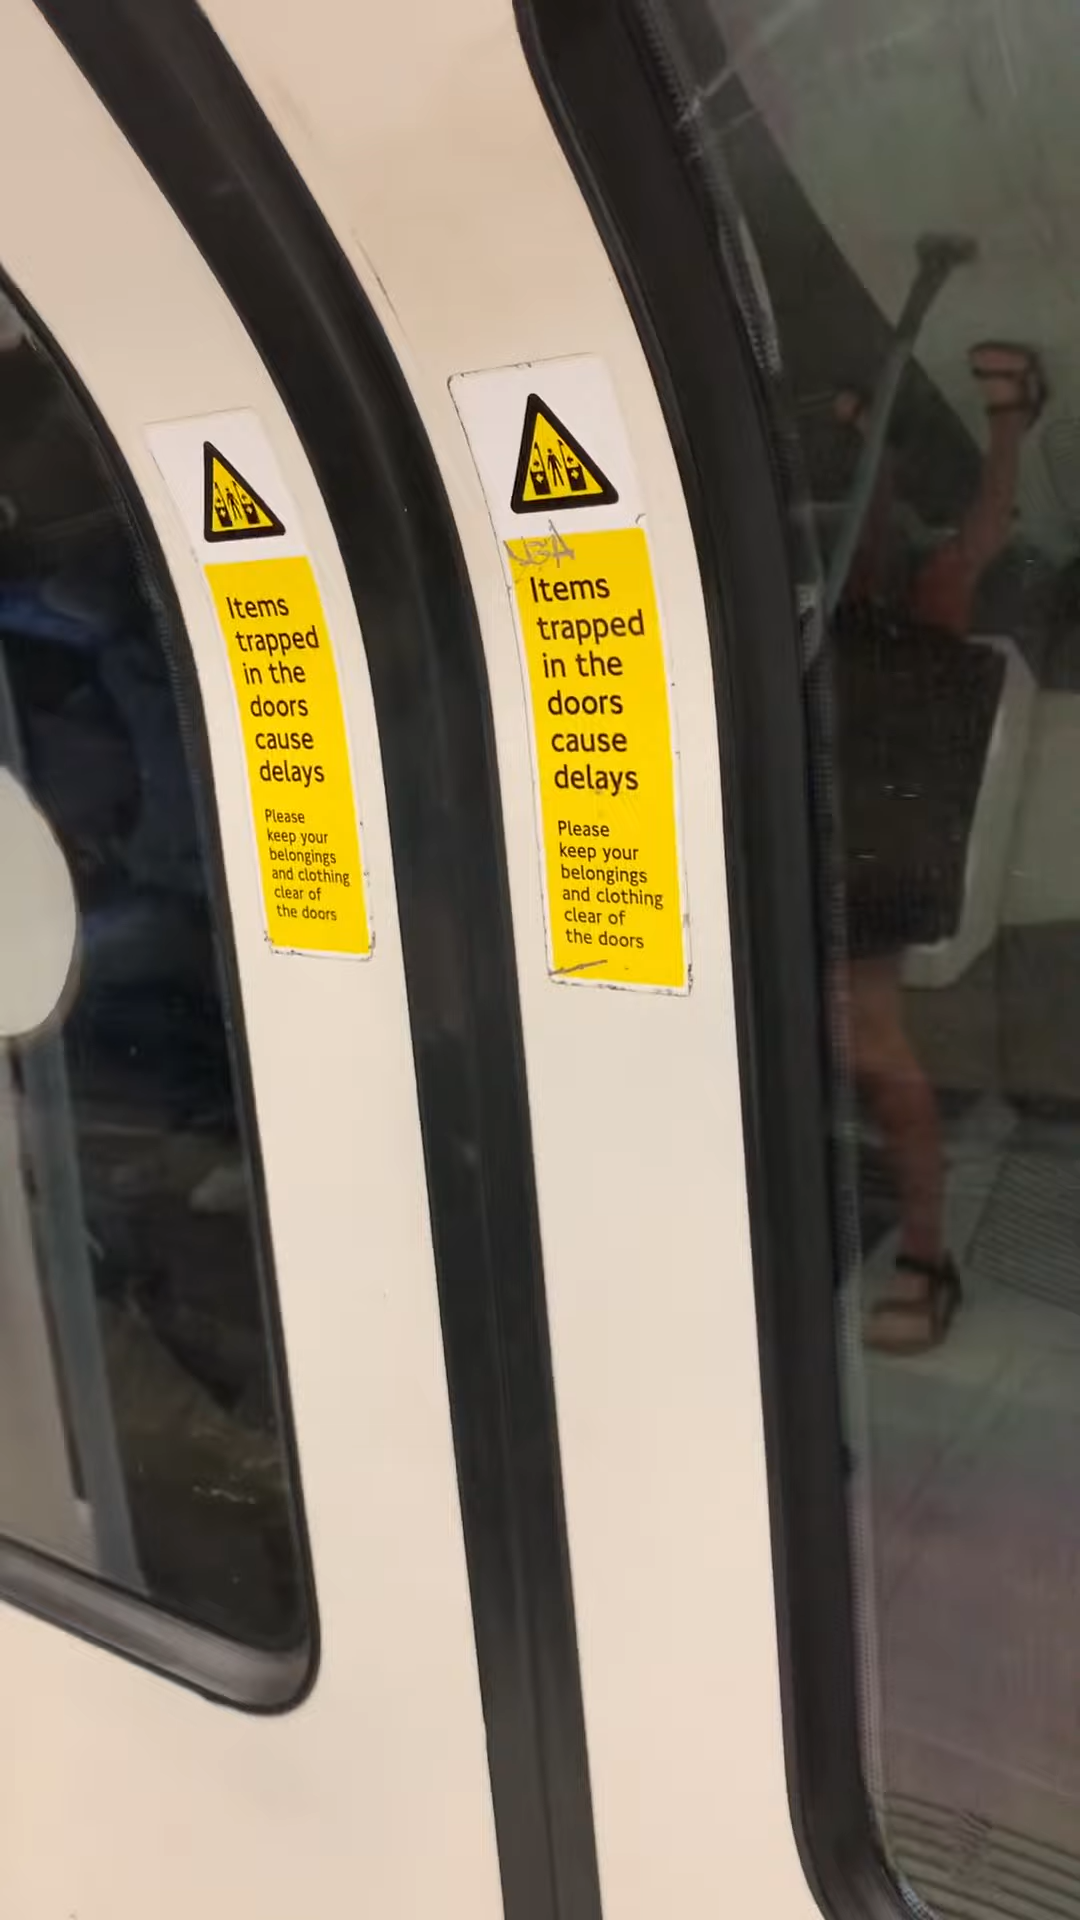 Items
trapped
in the
doors
cause
delays
Please
keep your
belongings
and clothing
clear of
the doors
Items
trapped
in the
doors
cause
delays
Please
keep your
belongings
and clothing
clear of
the doors